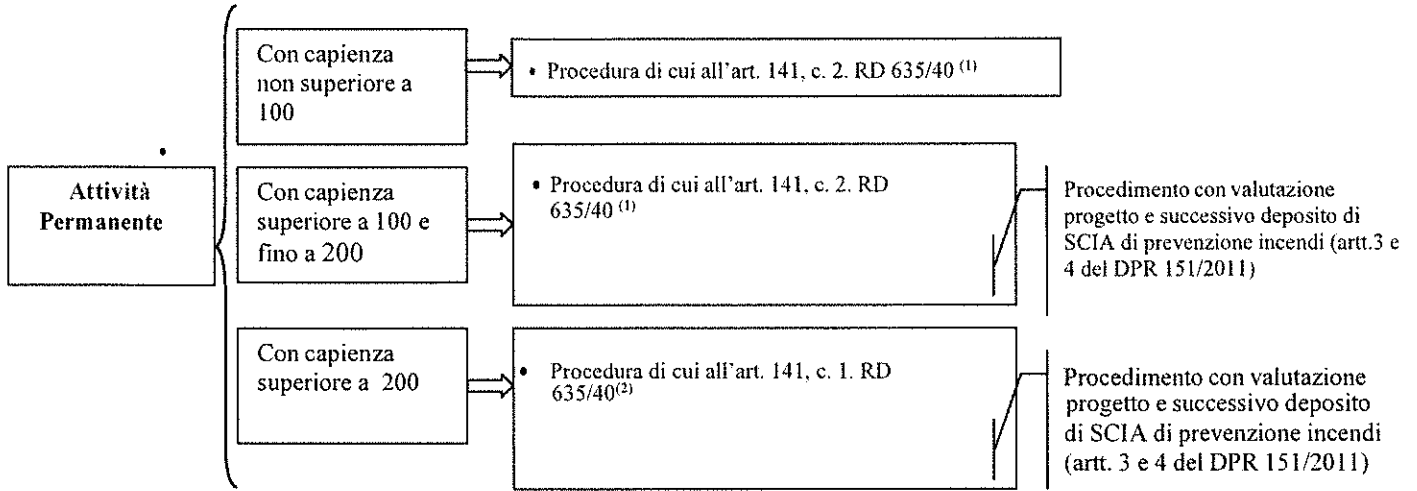 Attività
Permanente
Con capienza
non superiore a
100
• Procedura di cui all'art. 141, c. 2. RD 635/40 (1)
Con capienza
superiore a 100 e
fino a 200
• Procedura di cui all'art. 141, c. 2. RD
635/40 (1)
Procedimento con valutazione
progetto e successivo deposito di
SCIA di prevenzione incendi (artt.3 e
4 del DPR 151/2011)
Con capienza
superiore a 200
• Procedura di cui all'art. 141, c. 1. RD
635/40(2)
Procedimento con valutazione
progetto e successivo deposito
di SCIA di prevenzione incendi
(artt. 3 e 4 del DPR 151/2011)